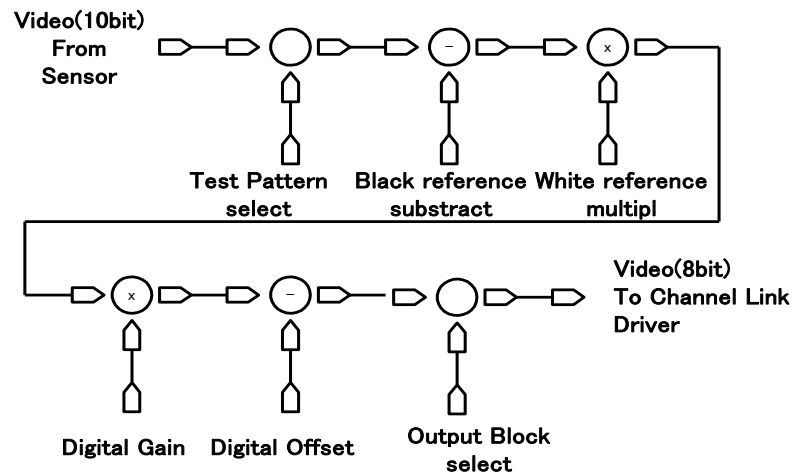 Video(10bit)
From
Sensor
-
x
Test Pattern
select
Black reference
substract
White reference
multipl
x
-
Video(8bit)
To Channel Link
Driver
Digital Gain
Digital Offset
Output Block
select